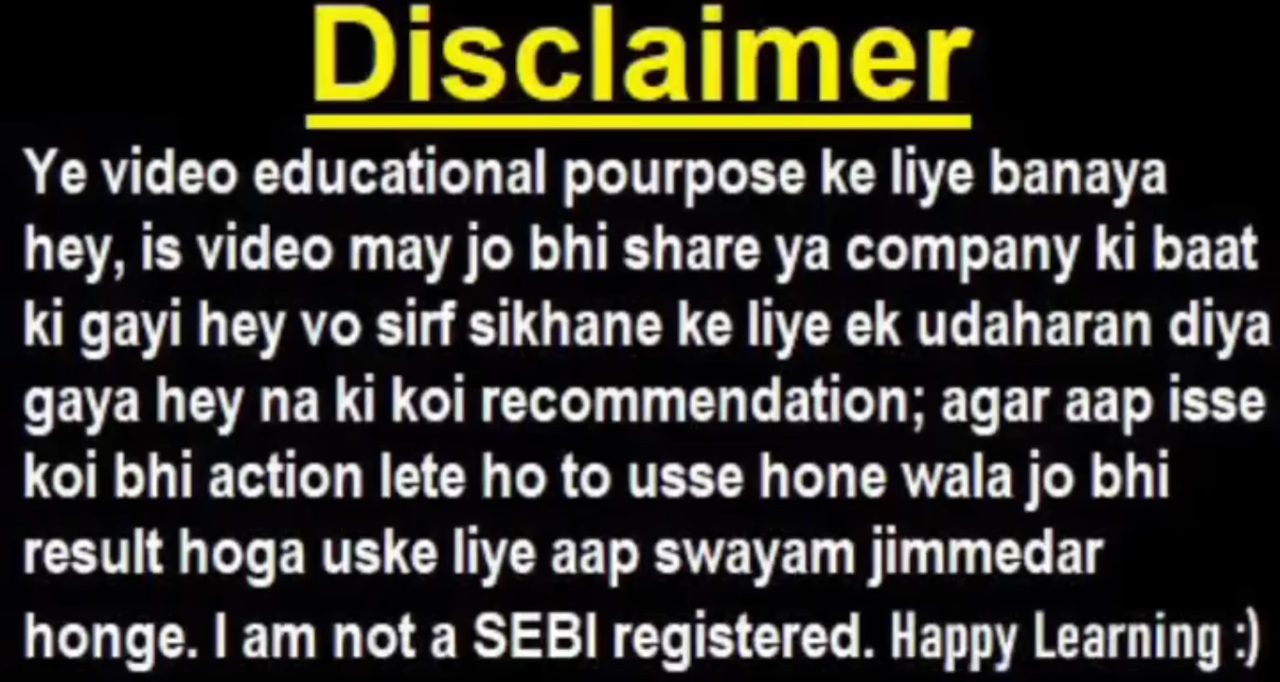 Disclaimer
Ye video educational pourpose ke liye banaya
hey, is video may jo bhi share ya company ki baat
ki gayi hey vo sirf sikhane ke liye ek udaharan diya
gaya hey na ki koi recommendation; agar aap isse
koi bhi action lete ho to usse hone wala jo bhi
result hoga uske liye aap swayam jimmedar
honge. I am not a SEBI registered. Happy Learning :)